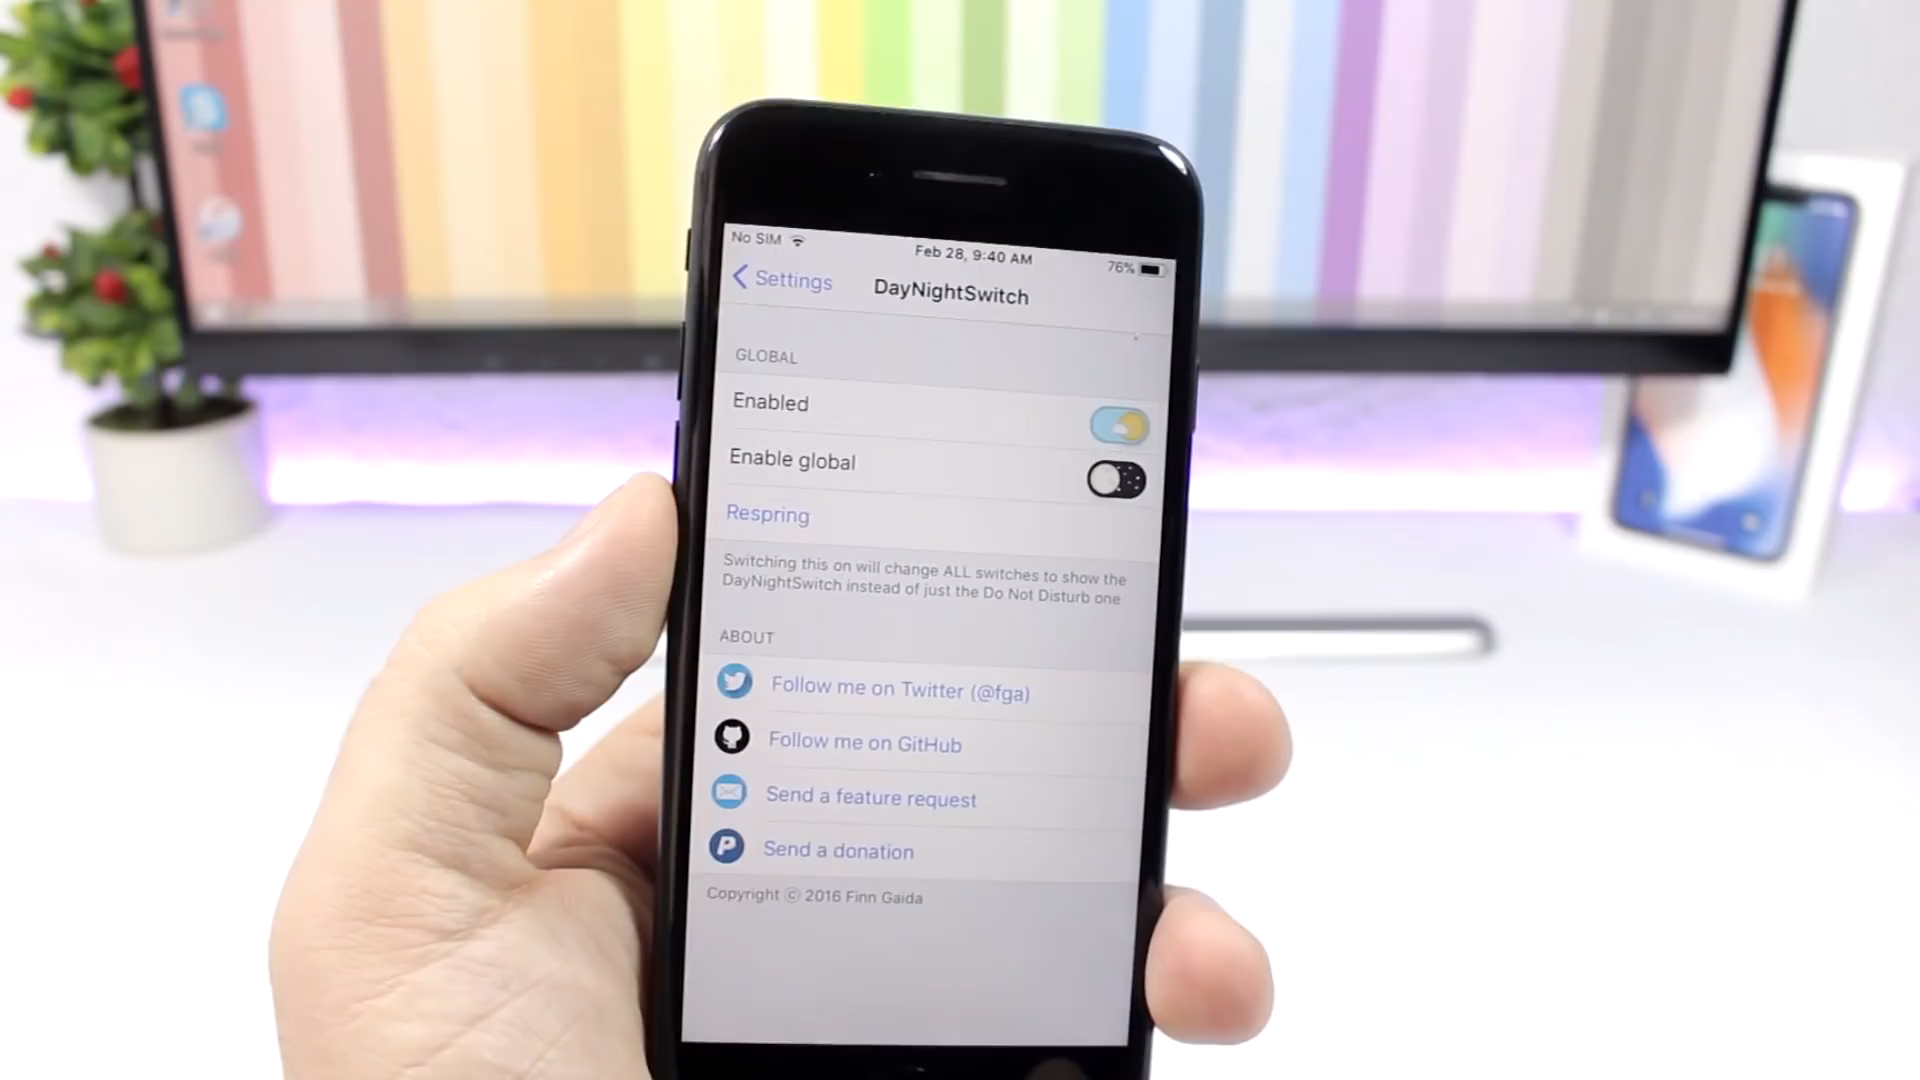 No SIM
Feb 28, 9:40 AM
76%
Settings
DayNightSwitch
GLOBAL
Enabled
Enable global
Respring
Switching this on will change ALL switches to show the
DayNightSwitch instead of just the Do Not Disturb one
ABOUT
Follow me on Twitter (@fga)
Follow me on GitHub
Send a feature request
Send a donation
Copyright © 2016 Finn Gaida